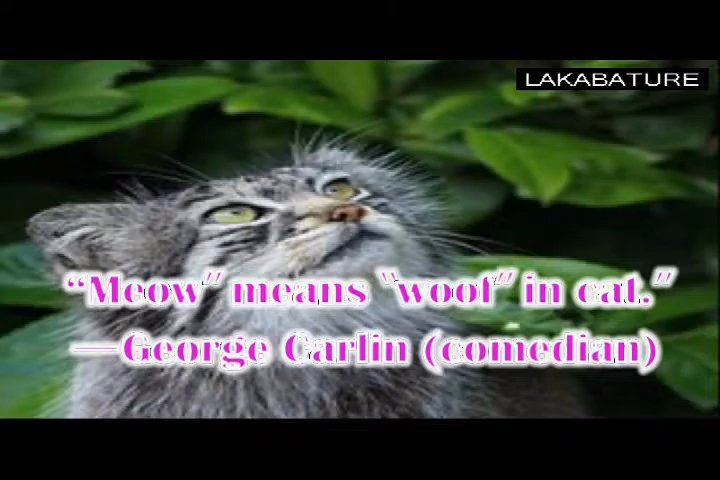 LAKABATURE
“Meow" means "woof" in cat."
—George Carlin (comedian)